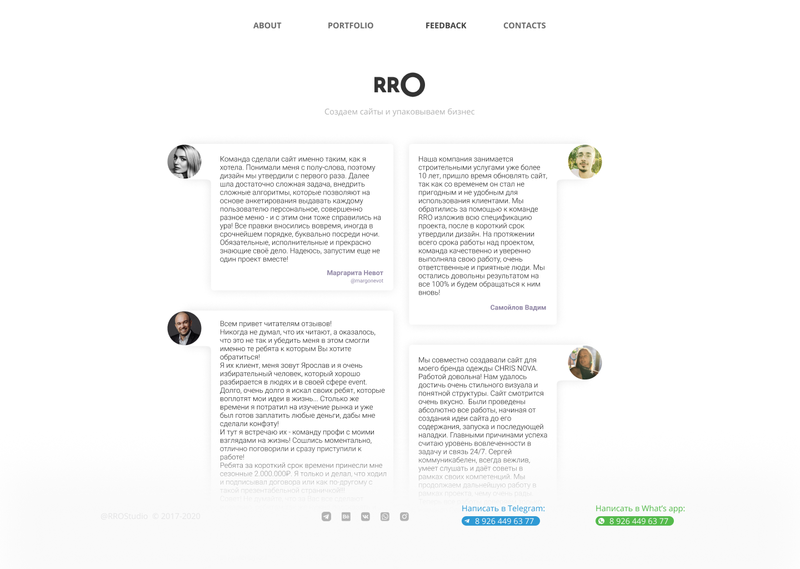 ABOUT
PORTFOLIO
FEEDBACK
CONTACTS
RRO
Создаем сайты и упаковываем бизнес
Команда сделали сайт именно таким, как я
хотела. Понимали меня с полу-слова, поэтому
дизайн мы утвердили с первого раза. Далее
шла достаточно сложная задача, внедрить
сложные алгоритмы, которые позволяют на
основе анкетирования выдавать каждому
пользователю персональное, совершенно
разное меню - и с этим они тоже справились на
ура! Все правки вносились вовремя, иногда в
срочнейшем порядке, буквально посреди ночи.
Обязательные, исполнительные и прекрасно
знающие своё дело. Надеюсь, запустим еще не
один проект вместе!
Маргарита Невот
@margonevot
Наша компания занимается
строительными услугами уже более
10 лет, пришло время обновлять сайт,
так как со временем он стал не
пригодным и не удобным для
использования клиентами. Мы
обратились за помощью к команде
RRO изложив всю спецификацию
проекта, после в короткий срок
утвердили дизайн. На протяжении
всего срока работы над проектом,
команда качественно и уверенно
выполняла свою работу, очень
ответственные и приятные люди. Мы
остались довольны результатом на
все 100% и будем обращаться к ним
вновь!
Самойлов Вадим
Всем привет читателям отзывов!
Никогда не думал, что их читают, а оказалось,
что это не так и убедить меня в этом смогли
именно те ребята к которым Вы хотите
обратиться!
Я их клиент, меня зовут Ярослав и я очень
избирательный человек, который хорошо
разбирается в людях и в своей сфере event.
Долго, очень долго я искал своих ребят, которые
воплотят мои идеи в жизнь... Столько же
времени я потратил на изучение рынка и уже
был готов заплатить любые деньги, дабы мне
сделали конфэту!
И тут я встречаю их - команду профи с моими
взглядами на жизнь! Сошлись моментально,
отлично поговорили и сразу приступили к
работе!
Ребята за короткий срок времени принесли мне
сезонные 2.000.000₽. Я только и делал, что ходил
и подписывал договора или как по-другому с
такой презентабельной страничкой!!
Мы совместно создавали сайт для
моего бренда одежды CHRIS NOVA.
Работой довольна! Нам удалось
достичь очень стильного визуала и
понятной структуры. Сайт смотрится
очень вкусно. Были проведены
абсолютно все работы, начиная от
создания идеи сайта до его
содержания, запуска и последующей
наладки. Главными причинами успеха
считаю уровень вовлеченности в
задачу и связь 24/7. Сергей
коммуникабелен, всегда вежлив,
умеет слушать и даёт советы в
рамках своих компетенций. Мы
продолжаем дальнейшую работу в
@RROStudio. © 2017-2020
Написать в Telegram:
8 926 449 63 77
Написать в What's app:
8 926 449 63 77